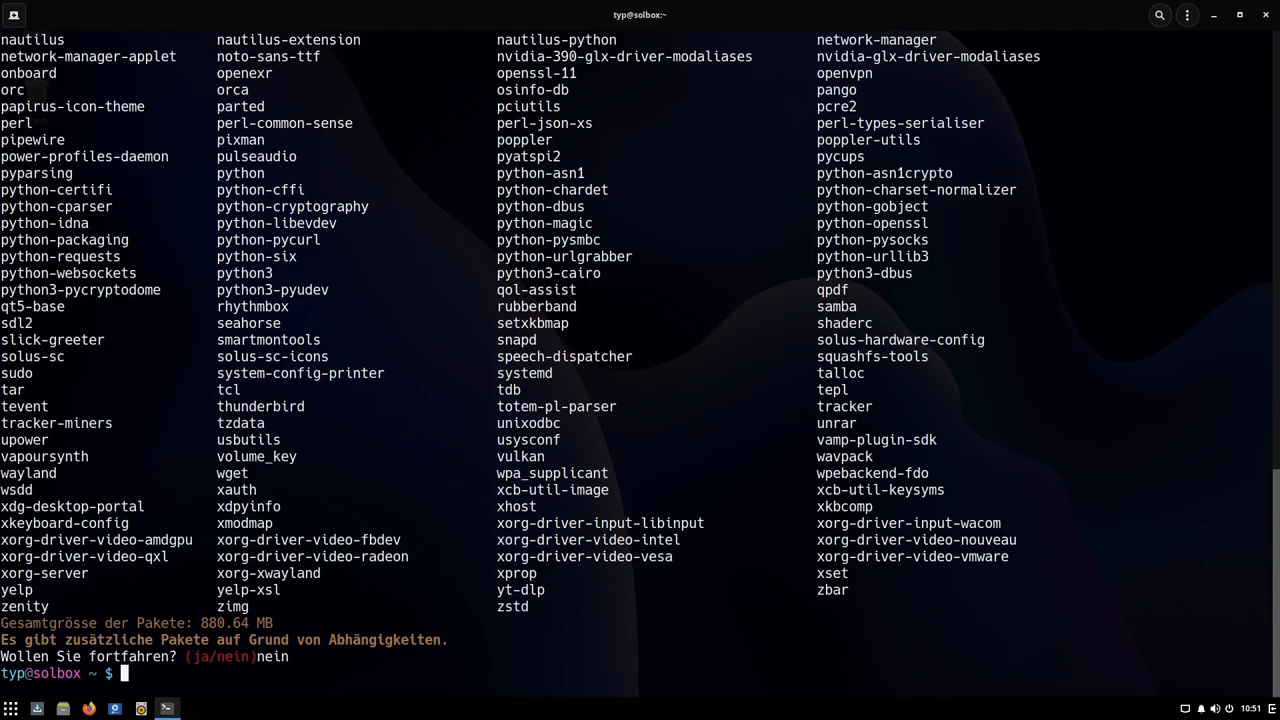 typ@solbox:~
nautilus nautilus-extension nautilus-python network-manager
network-manager-applet noto-sans-ttf nvidia-390-glx-driver-modaliases nvidia-glx-driver-modaliases
onboard openexr openssl-11 openvpn
orc orca osinfo-db pango
papirus-icon-theme parted pciutils pcre2
perl perl-common-sense perl-json-xs perl-types-serialiser
pipewire pixman poppler poppler-utils
power-profiles-daemon pulseaudio pyatspi2 pycups
pyparsing python python-asn1 python-asn1crypto
python-certifi python-cffi python-chardet python-charset-normalizer
python-cparser python-cryptography python-dbus python-gobject
python-idna python-libevdev python-magic python-openssl
python-packaging python-pycurl python-pysmbc python-pysocks
python-requests python-six python-urlgrabber python-urllib3
python-websockets python3 python3-cairo python3-dbus
python3-pycryptodome python3-pyudev qol-assist qpdf
qt5-base rhythmbox rubberband samba
sdl2 seahorse setxkbmap shaderc
slick-greeter smartmontools snapd solus-hardware-config
solus-sc solus-sc-icons speech-dispatcher squashfs-tools
sudo system-config-printer systemd talloc
tar tcl tdb tepl
tevent thunderbird totem-pl-parser tracker
tracker-miners tzdata unixodbc unrar
upower usbutils usysconf vamp-plugin-sdk
vapoursynth volume_key vulkan wavpack
wayland wget wpa_supplicant wpebackend-fdo
wsdd xauth xcb-util-image xcb-util-keysyms
xdg-desktop-portal xdpyinfo xhost xkbcomp
xkeyboard-config xmodmap xorg-driver-input-libinput xorg-driver-input-wacom
xorg-driver-video-amdgpu xorg-driver-video-fbdev xorg-driver-video-intel xorg-driver-video-nouveau
xorg-driver-video-qxl xorg-driver-video-radeon xorg-driver-video-vesa xorg-driver-video-vmware
xorg-server xorg-xwayland xprop xset
yelp yelp-xsl yt-dlp zbar
zenity zimg zstd
Gesamtgrösse der Pakete: 880.64 MB
Es gibt zusätzliche Pakete auf Grund von Abhängigkeiten.
Wollen Sie fortfahren? (ja/nein)nein
typ@solbox ~ $
10:51